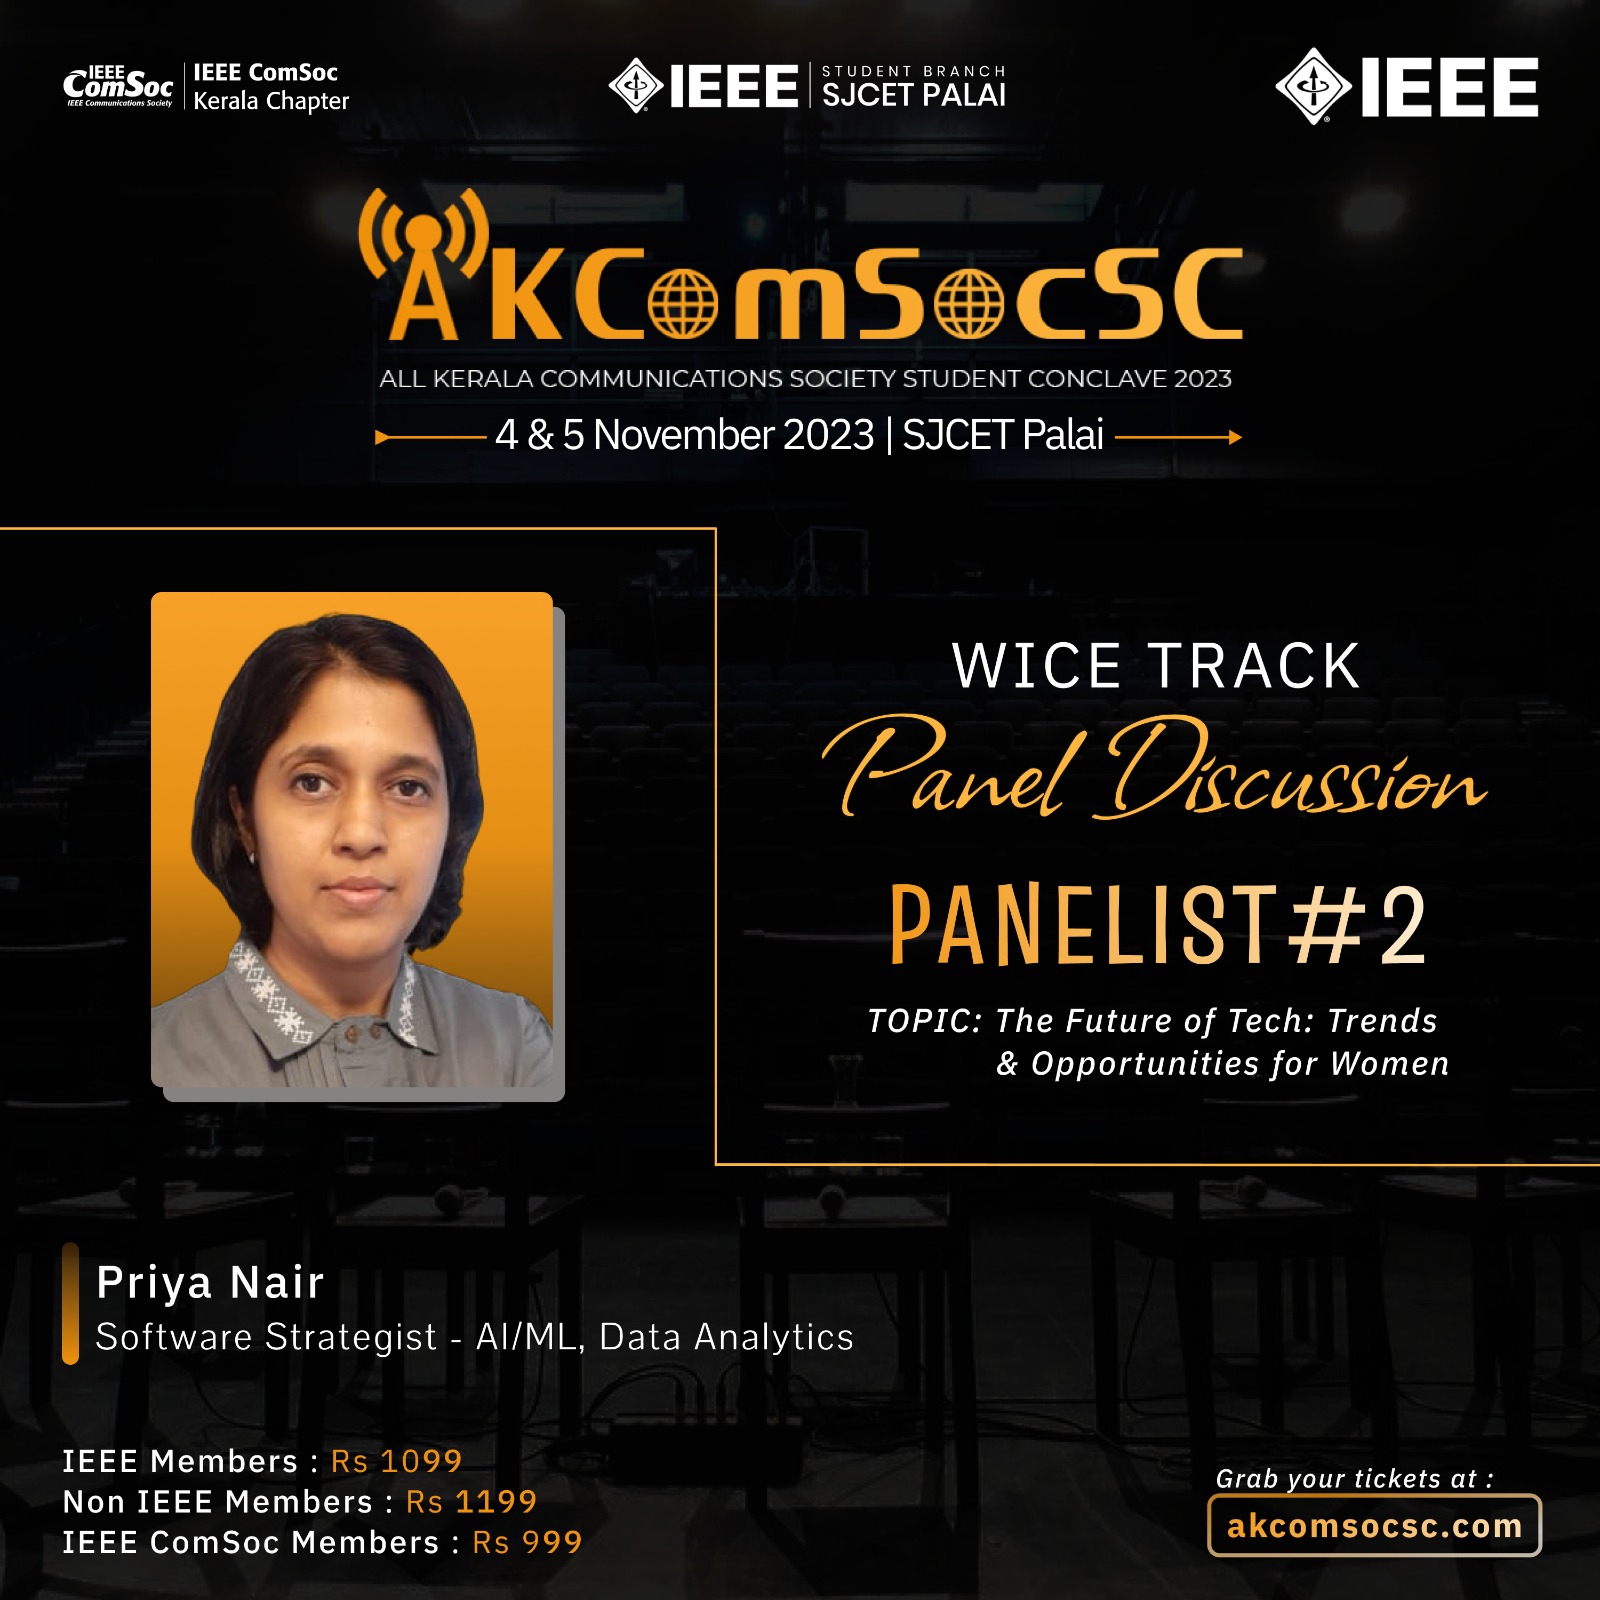 IEEE
ComSoc
IEEE Communications Society
IEEE ComSoc
Kerala Chapter
IEEE
STUDENT BRANCH
SJCET PALAI
IEEE
AKComSocSC
ALL KERALA COMMUNICATIONS SOCIETY STUDENT CONCLAVE 2023
4 & 5 November 2023 | SJCET Palai
WICE TRACK
Panel Discussion
PANELIST#2
TOPIC: The Future of Tech: Trends
& Opportunities for Women
Priya Nair
Software Strategist - AI/ML, Data Analytics
IEEE Members : Rs 1099
Non IEEE Members : Rs 1199
IEEE ComSoc Members : Rs 999
Grab your tickets at :
akcomsocsc.com